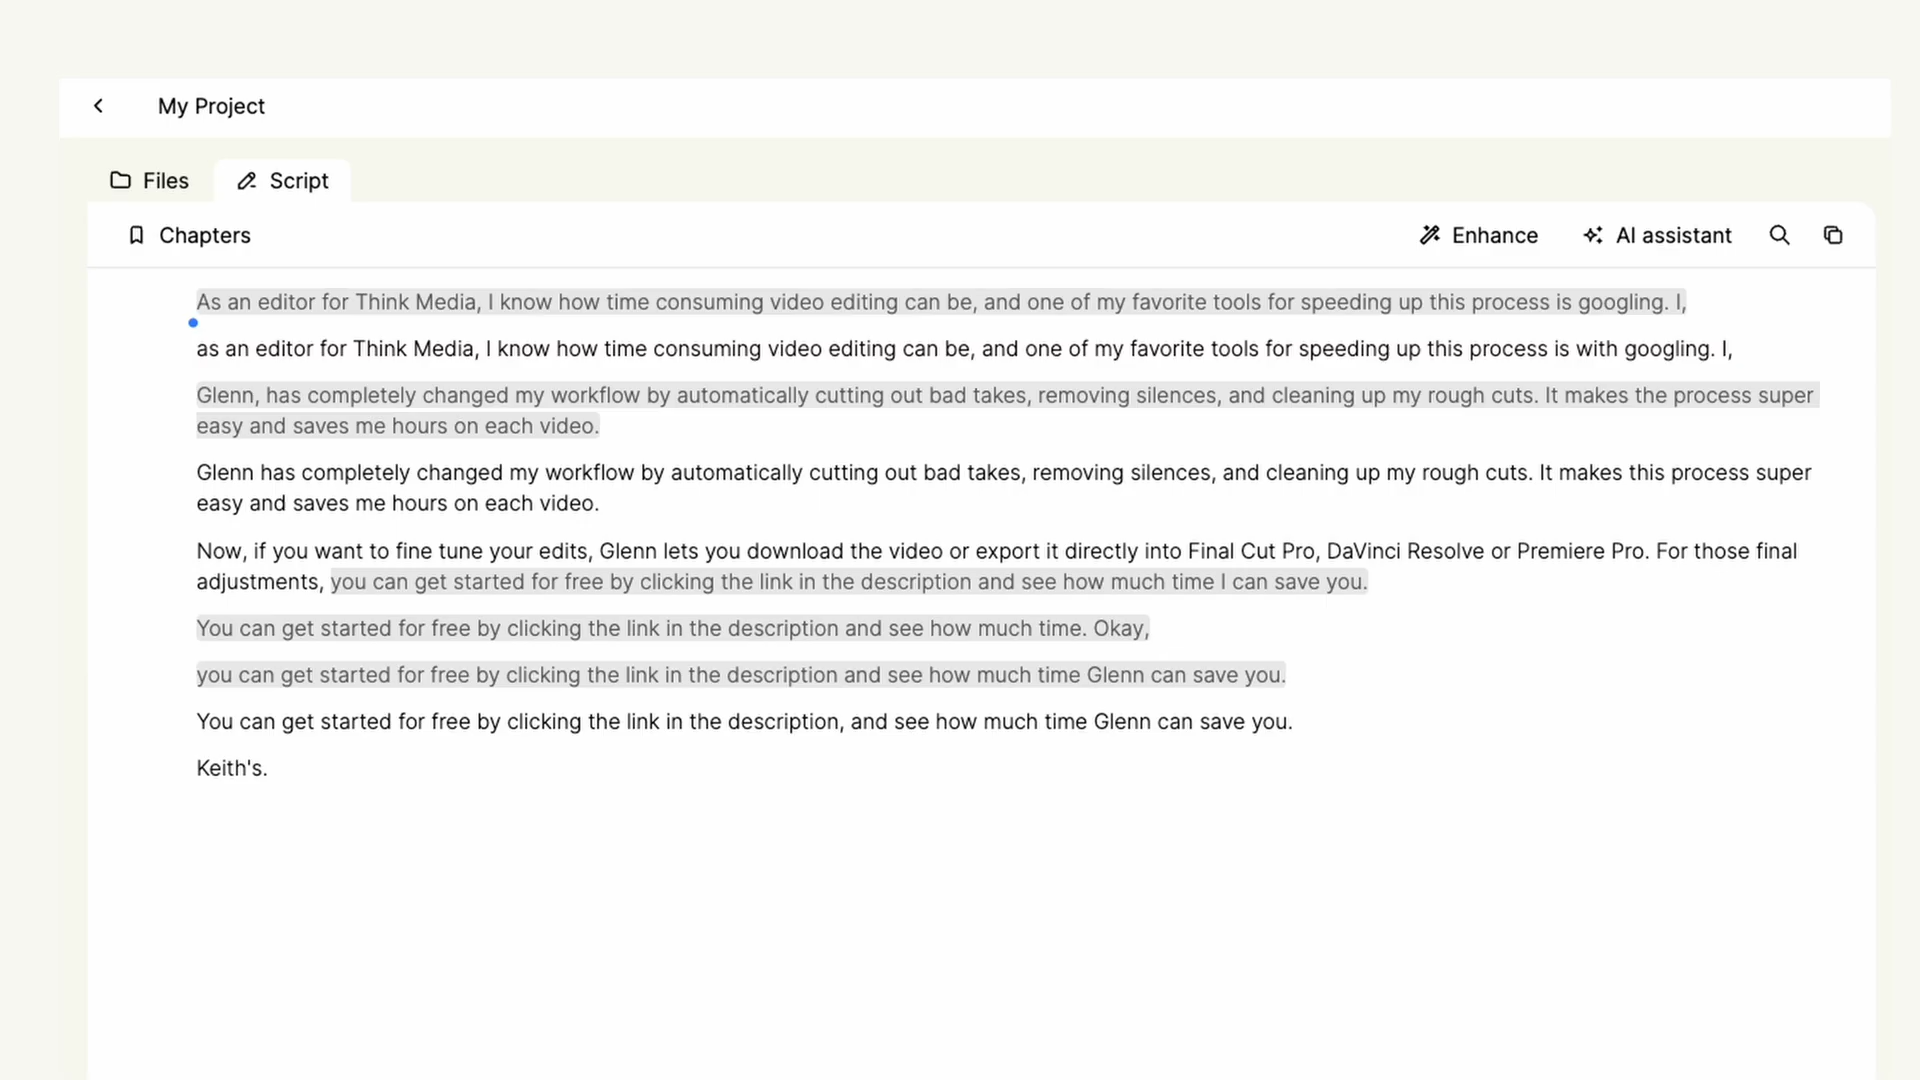 My Project
Files
Script
Chapters
Enhance
AI assistant
As an editor for Think Media, I know how time consuming video editing can be, and one of my favorite tools for speeding up this process is googling. I,
as an editor for Think Media, I know how time consuming video editing can be, and one of my favorite tools for speeding up this process is with googling. I,
Glenn, has completely changed my workflow by automatically cutting out bad takes, removing silences, and cleaning up my rough cuts. It makes the process super
easy and saves me hours on each video.
Glenn has completely changed my workflow by automatically cutting out bad takes, removing silences, and cleaning up my rough cuts. It makes this process super
easy and saves me hours on each video.
Now, if you want to fine tune your edits, Glenn lets you download the video or export it directly into Final Cut Pro, DaVinci Resolve or Premiere Pro. For those final
adjustments, you can get started for free by clicking the link in the description and see how much time I can save you.
You can get started for free by clicking the link in the description and see how much time. Okay,
you can get started for free by clicking the link in the description and see how much time Glenn can save you.
You can get started for free by clicking the link in the description, and see how much time Glenn can save you.
Keith's.